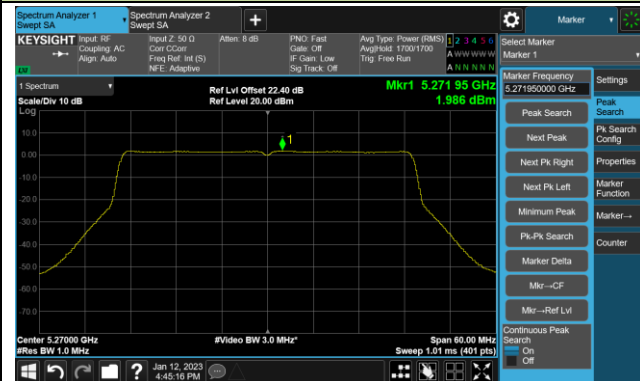 Spectrum Analyzer 1
Swept SA
Spectrum Analyzer 2
Swept SA
Marker
KEYSIGHT
Input: RF
Coupling: AC
Align: Auto
Input Z: 50 Ω
Corr CCorr
Freq Ref: Int (S)
NFE: Adaptive
Atten: 8 dB
PNO: Fast
Gate: Off
IF Gain: Low
Sig Track: Off
Avg Type: Power (RMS)
Avg|Hold: 1700/1700
Trig: Free Run
1 2 3 4 5 6
A W W W W W
A N N N N N
Select Marker
Marker 1
1 Spectrum
Scale/Div 10 dB
Ref Lvl Offset 22.40 dB
Ref Level 20.00 dBm
Mkr1 5.271 95 GHz
1.986 dBm
Log
10.0
0.00
-10.0
-20.0
-30.0
-40.0
-50.0
-60.0
-70.0
1
Center 5.27000 GHz
#Res BW 1.0 MHz
#Video BW 3.0 MHz*
Span 60.00 MHz
Sweep 1.01 ms (401 pts)
Marker Frequency
5.271950000 GHz
Peak Search
Next Peak
Next Pk Right
Next Pk Left
Minimum Peak
Pk-Pk Search
Marker Delta
Mkr→CF
Mkr→Ref Lvl
Continuous Peak
Search
On
Off
Settings
Peak
Search
Pk Search
Config
Properties
Marker
Function
Marker→
Counter
Jan 12, 2023
4:45:16 PM